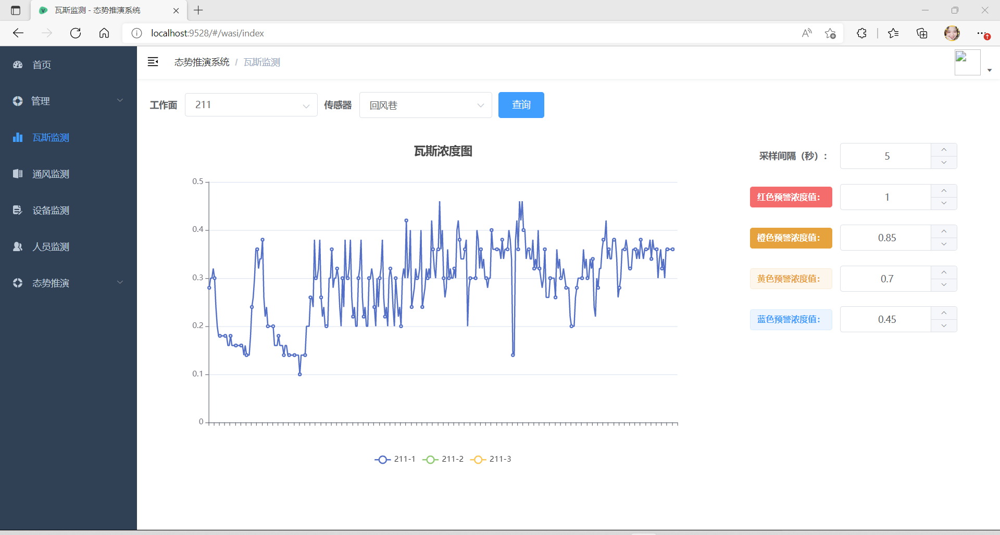 瓦斯监测 - 态势推演系统
localhost:9528/#/wasi/index
首页
管理
瓦斯监测
通风监测
设备监测
人员监测
态势推演
态势推演系统 / 瓦斯监测
工作面 211 传感器 回风巷 查询
瓦斯浓度图
0.5
0.4
0.3
0.2
0.1
0
211-1 211-2 211-3
采样间隔（秒）： 5
红色预警浓度值： 1
橙色预警浓度值： 0.85
黄色预警浓度值： 0.7
蓝色预警浓度值： 0.45